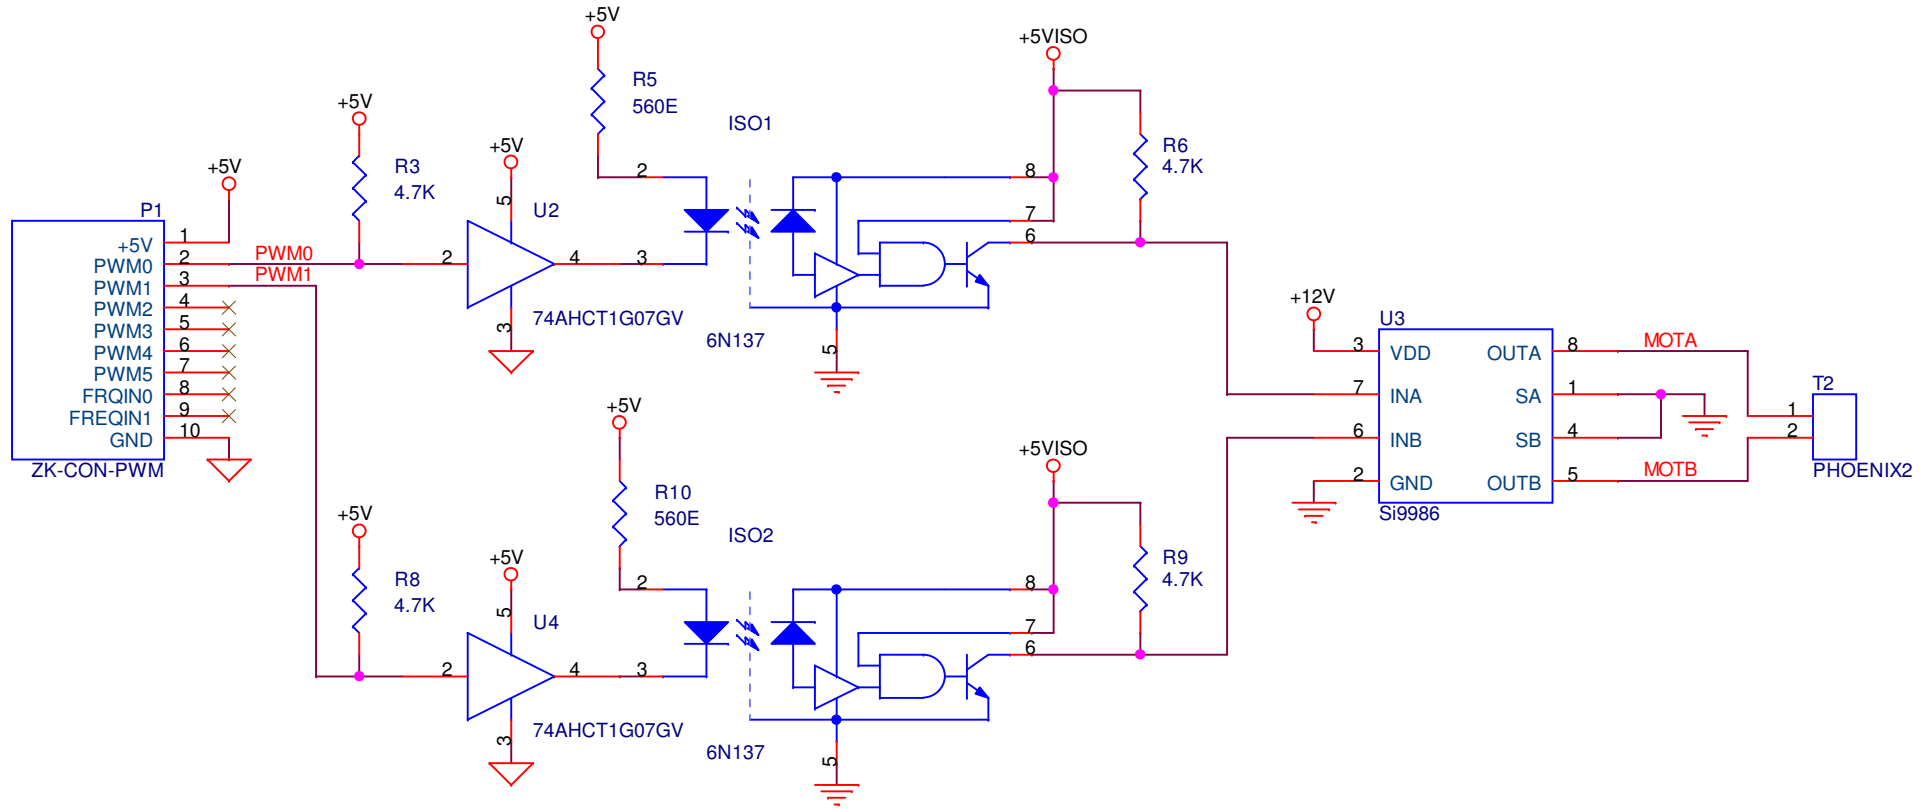 +5V
+5VISO
R5
560E
+5V
ISO1
+5V
R3
4.7K
+5V
R6
4.7K
+5V
P1
U2
5
2
8
7
6
+5V 1
PWM0 2 PWM0
PWM1 3 PWM1
PWM2 4
PWM3 5
PWM4 6
PWM5 7
FRQIN0 8
FREQIN1 9
GND 10
ZK-CON-PWM
2
4
3
3
74AHCT1G07GV
6N137
5
+12V
U3
3 VDD OUTA 8 MOTA
7 INA SA 1
6 INB SB 4
2 GND OUTB 5 MOTB
Si9986
T2
1
2
PHOENIX2
+5V
+5VISO
R10
560E
+5V
ISO2
+5V
R8
4.7K
R9
4.7K
U4
5
2
8
7
6
2
4
3
3
74AHCT1G07GV
6N137
5